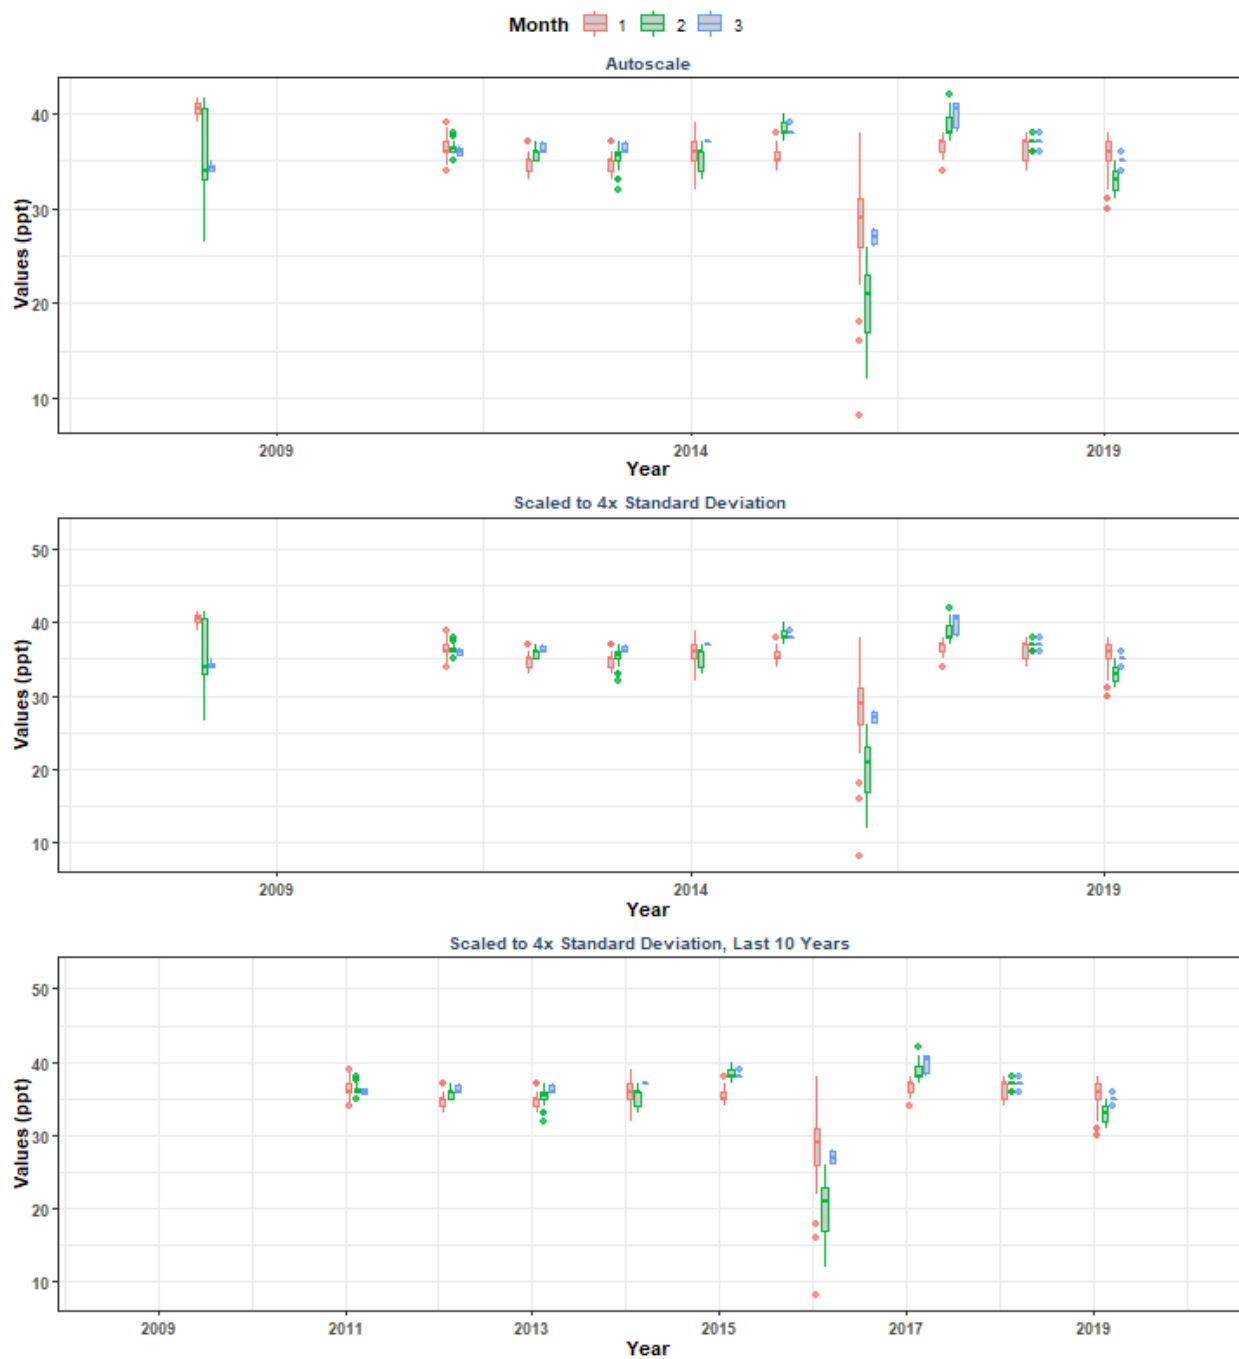 Month 1 2 3
Autoscale
Values (ppt)
40
30
20
10
2009 2014 2019
Year
Scaled to 4x Standard Deviation
Values (ppt)
50
40
30
20
10
2009 2014 2019
Year
Scaled to 4x Standard Deviation, Last 10 Years
Values (ppt)
50
40
30
20
10
2009 2011 2013 2015 2017 2019
Year